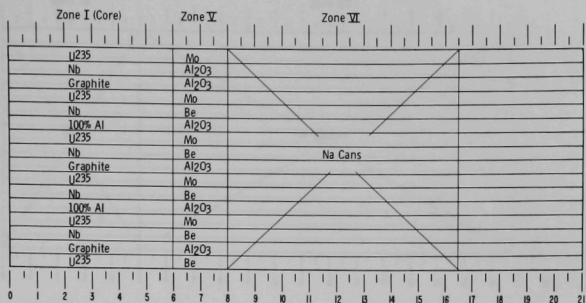 Zone I (Core) Zone V Zone VI
U235 Mo
Nb Al2O3
Graphite Al2O3
U235 Mo
Nb Be
100% Al Al2O3
U235 Mo
Nb Be Na Cans
Graphite Al2O3
U235 Mo
Nb Be
100% Al Al2O3
U235 Mo
Nb Be
Graphite Al2O3
U235 Be
0 1 2 3 4 5 6 7 8 9 10 11 12 13 14 15 16 17 18 19 20 21